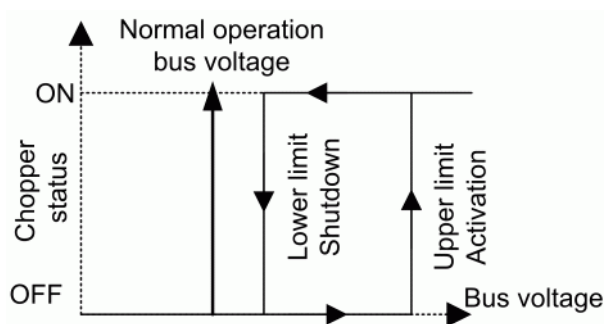 Normal operation
bus voltage
ON
Chopper
status
Lower limit
Shutdown
Upper limit
Activation
OFF
Bus voltage